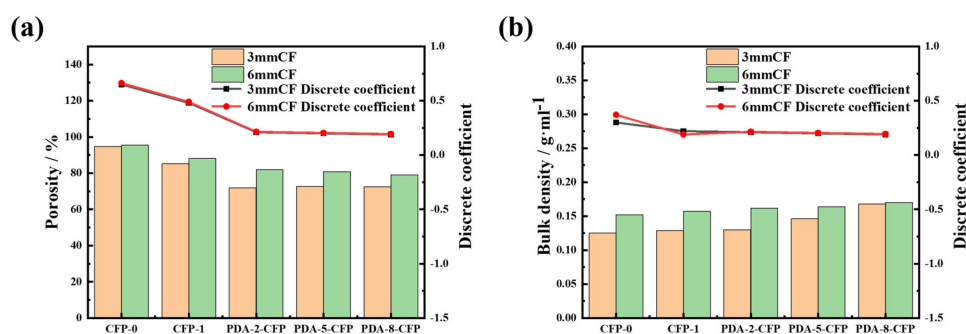 (a)
3mmCF
6mmCF
3mmCF Discrete coefficient
6mmCF Discrete coefficient
Porosity / %
140
120
100
80
60
40
20
0
1.0
0.5
0.0
-0.5
-1.0
-1.5
Discrete coefficient
CFP-0 CFP-1 PDA-2-CFP PDA-5-CFP PDA-8-CFP
(b)
3mmCF
6mmCF
3mmCF Discrete coefficient
6mmCF Discrete coefficient
Bulk density / g·ml⁻¹
0.40
0.35
0.30
0.25
0.20
0.15
0.10
0.05
0.00
1.0
0.5
0.0
-0.5
-1.0
-1.5
Discrete coefficient
CFP-0 CFP-1 PDA-2-CFP PDA-5-CFP PDA-8-CFP